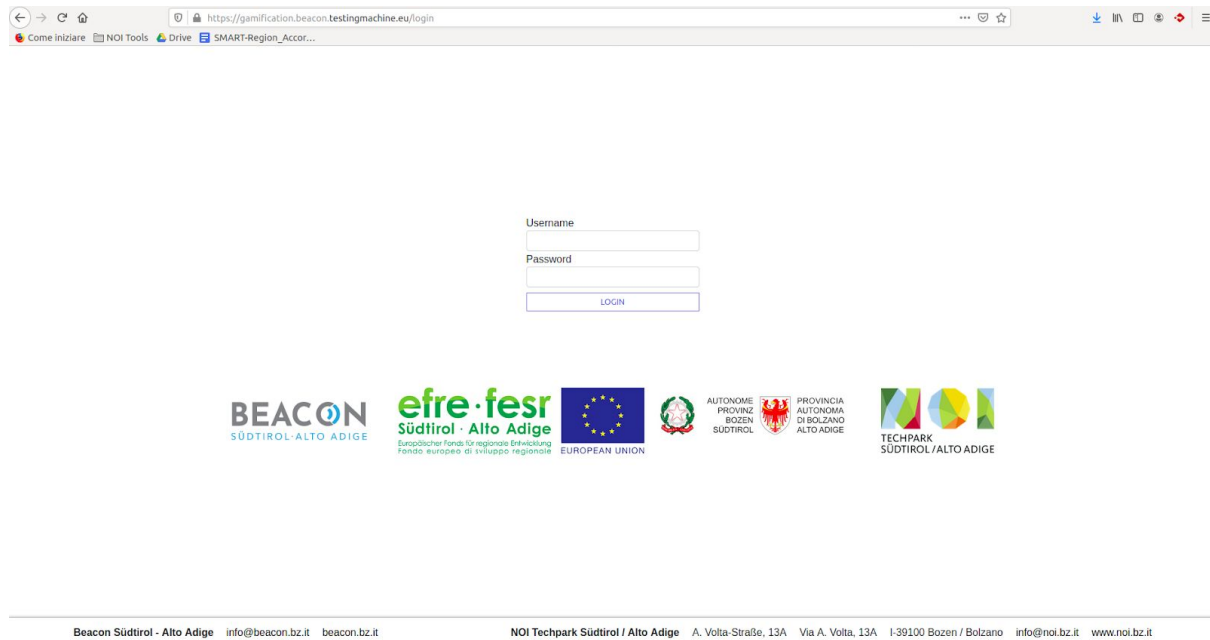 https://gamification.beacon.testingmachine.eu/login
Come iniziare NOI Tools Drive SMART-Region_Accor...
Username
Password
LOGIN
BEACON
SÜDTIROL·ALTO ADIGE
efre·fesr
Südtirol · Alto Adige
Europäischer Fonds für regionale Entwicklung
Fondo europeo di sviluppo regionale
EUROPEAN UNION
AUTONOME
PROVINZ
BOZEN
SÜDTIROL
PROVINCIA
AUTONOMA
DI BOLZANO
ALTO ADIGE
NOI
TECHPARK
SÜDTIROL/ALTO ADIGE
Beacon Südtirol - Alto Adige info@beacon.bz.it beacon.bz.it
NOI Techpark Südtirol / Alto Adige A. Volta-Straße, 13A Via A. Volta, 13A I-39100 Bozen / Bolzano info@noi.bz.it www.noi.bz.it